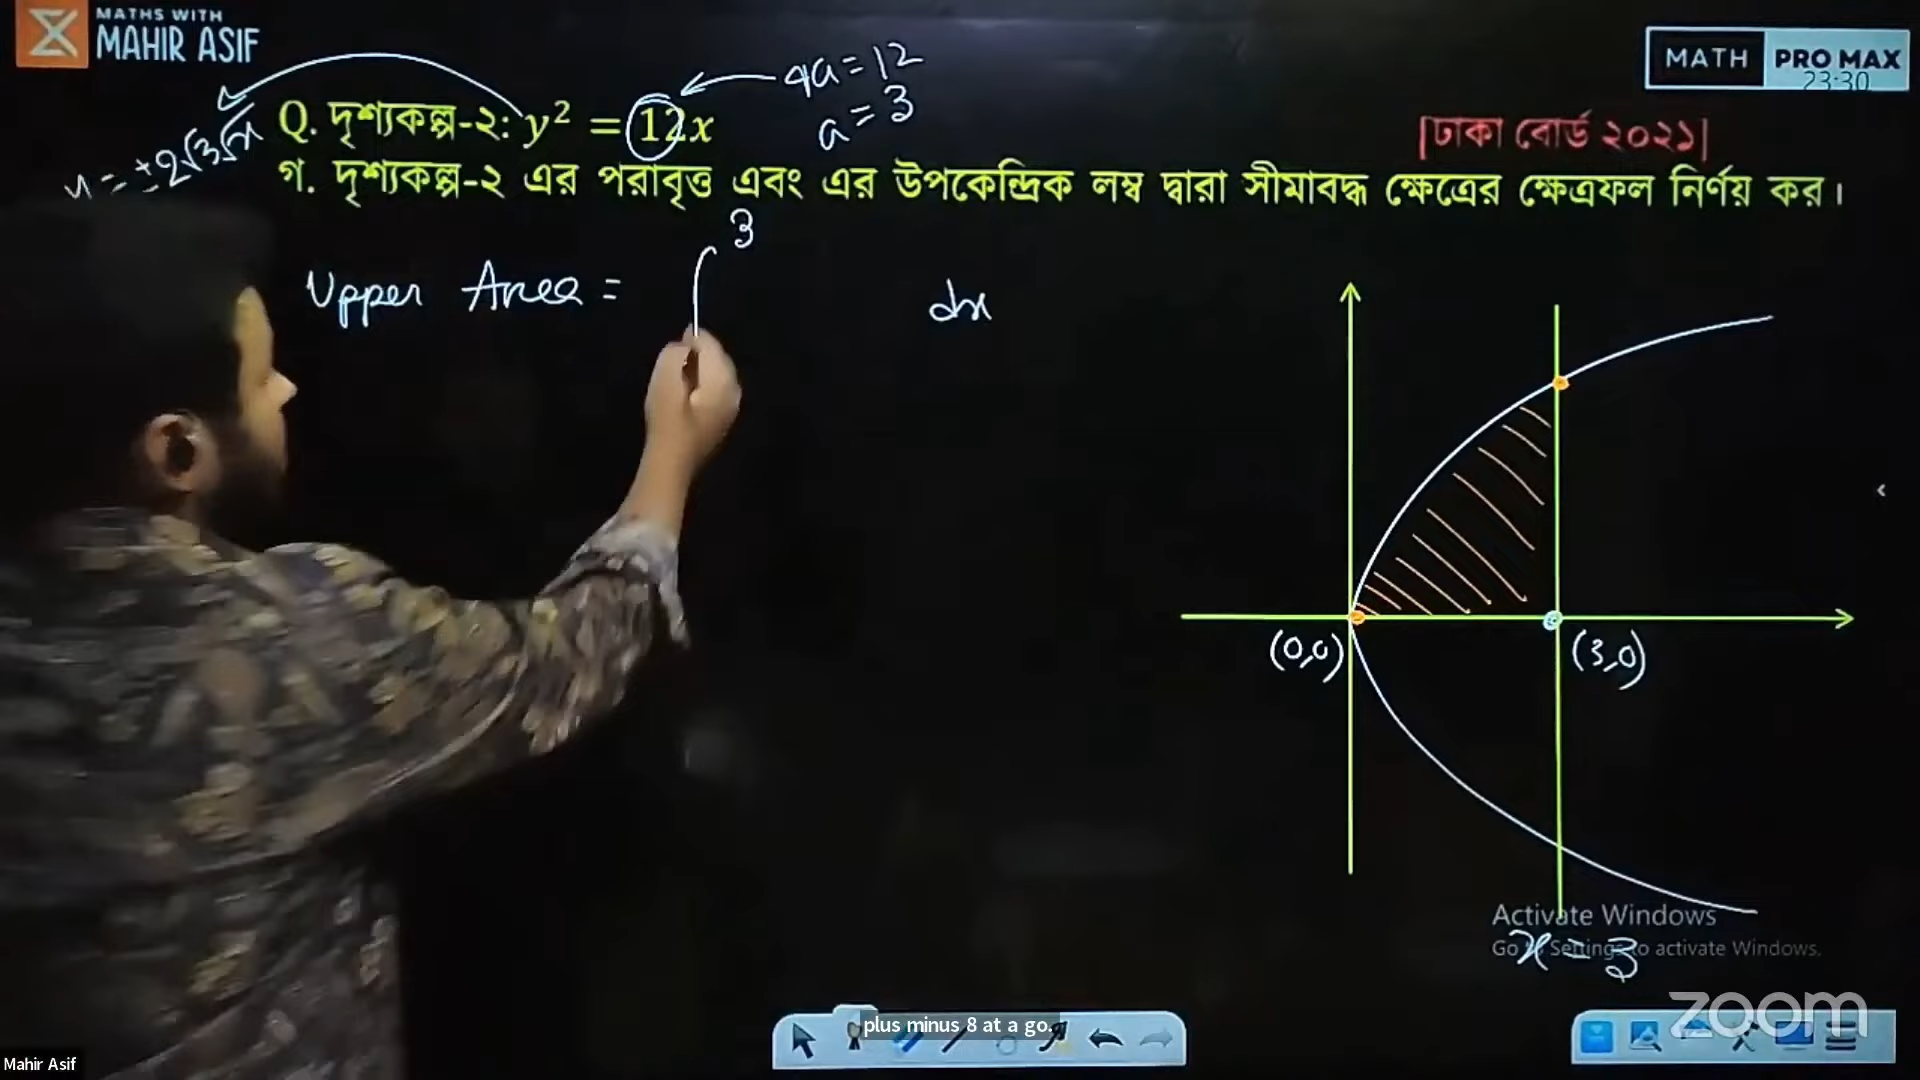 MATHS WITH
MAHIR ASIF
MATH PRO MAX
23:30
4a = 12
a = 3
= ±2√3√x
Q. দৃশ্যকল্প-২: y² = 12x
[ঢাকা বোর্ড ২০২১]
গ. দৃশ্যকল্প-২ এর পরাবৃত্ত এবং এর উপকেন্দ্রিক লম্ব দ্বারা সীমাবদ্ধ ক্ষেত্রের ক্ষেত্রফল নির্ণয় কর।
Upper Area = ∫ 3 dx
(0,0)
(3,0)
Activate Windows
Go to Settings to activate Windows.
x = 3
zoom
plus minus 8 at a go.
Mahir Asif